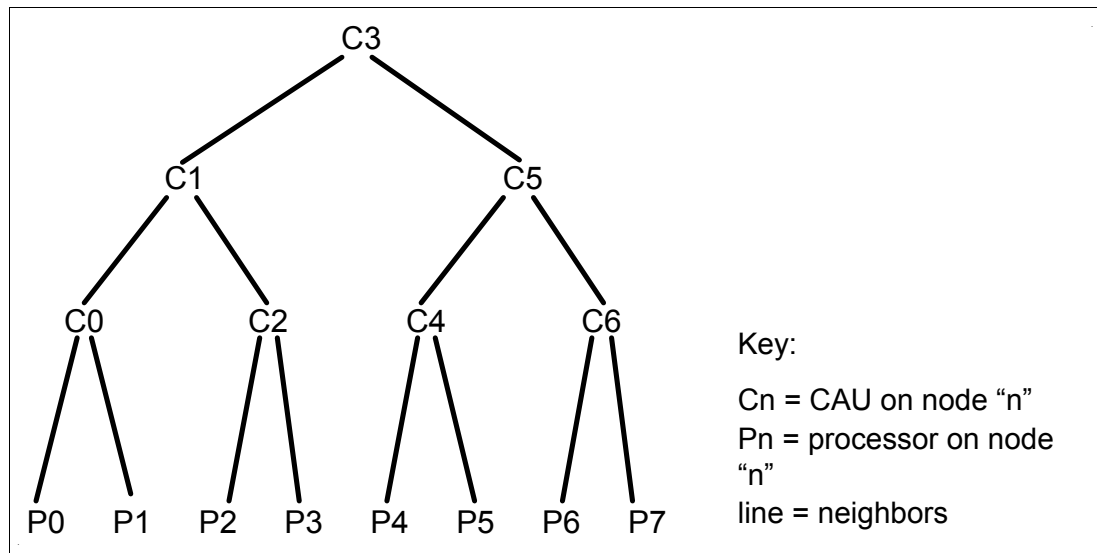 C3
C1 C5
C0 C2 C4 C6
Key:
Cn = CAU on node “n”
Pn = processor on node
“n”
line = neighbors
P0 P1 P2 P3 P4 P5 P6 P7